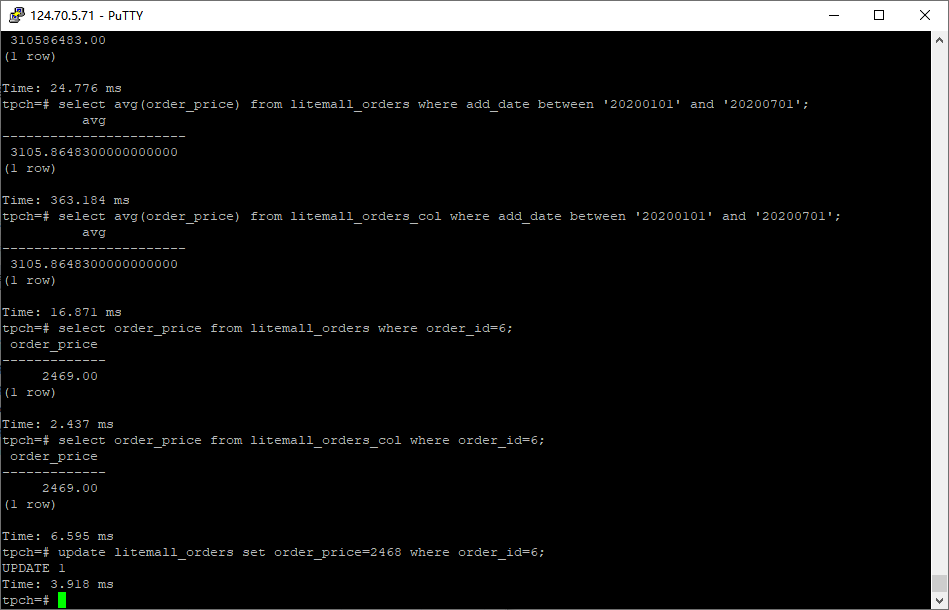 124.70.5.71 - PuTTY
310586483.00
(1 row)
Time: 24.776 ms
tpch=# select avg(order_price) from litemall_orders where add_date between '20200101' and '20200701';
avg
-----------------------
3105.8648300000000000
(1 row)
Time: 363.184 ms
tpch=# select avg(order_price) from litemall_orders_col where add_date between '20200101' and '20200701';
avg
-----------------------
3105.8648300000000000
(1 row)
Time: 16.871 ms
tpch=# select order_price from litemall_orders where order_id=6;
order_price
-------------
2469.00
(1 row)
Time: 2.437 ms
tpch=# select order_price from litemall_orders_col where order_id=6;
order_price
-------------
2469.00
(1 row)
Time: 6.595 ms
tpch=# update litemall_orders set order_price=2468 where order_id=6;
UPDATE 1
Time: 3.918 ms
tpch=#